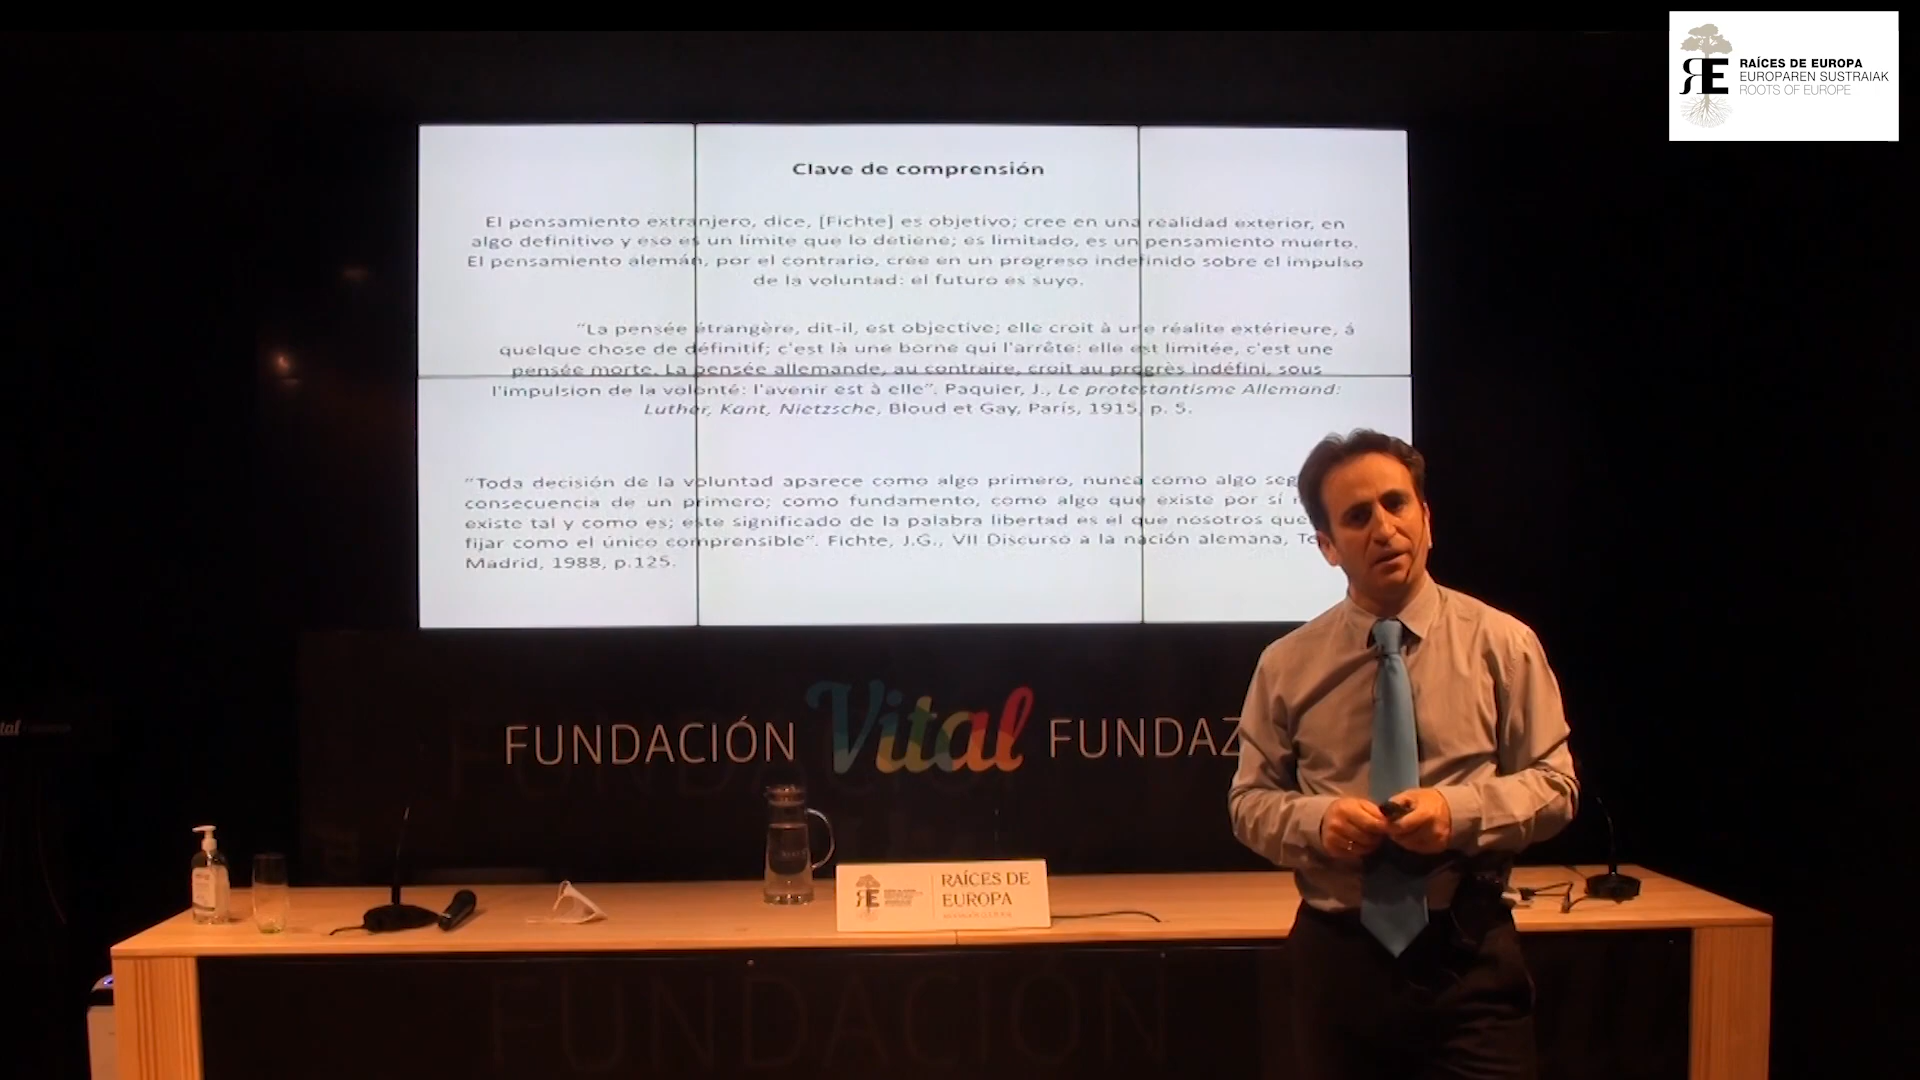 RAÍCES DE EUROPA
EUROPAREN SUSTRAIAK
ROOTS OF EUROPE
RE
Clave de comprensión
El pensamiento extranjero, dice, [Fichte] es objetivo; cree en una realidad exterior, en
algo definitivo y eso es un límite que lo detiene; es limitado, es un pensamiento muerto.
El pensamiento alemán, por el contrario, cree en un progreso indefinido sobre el impulso
de la voluntad: el futuro es suyo.
“La pensée étrangère, dit-il, est objective; elle croit à une réalite extérieure, á
quelque chose de définitif; c'est là une borne qui l'arrête: elle est limitée, c'est une
pensée morte. La pensée allemande, au contraire, croit au progrès indéfini, sous
l'impulsion de la volonté: l'avenir est à elle”. Paquier, J., Le protestantisme Allemand:
Luther, Kant, Nietzsche, Bloud et Gay, París, 1915, p. 5.
“Toda decisión de la voluntad aparece como algo primero, nunca como algo seg
consecuencia de un primero; como fundamento, como algo que existe por sí
existe tal y como es; este significado de la palabra libertad es el que nosotros que
fijar como el único comprensible”. Fichte, J.G., VII Discurso a la nación alemana, Te
Madrid, 1988, p.125.
FUNDACIÓN Vital FUNDAZ
tal
RE
RAÍCES DE
EUROPA
FUNDACIÓN